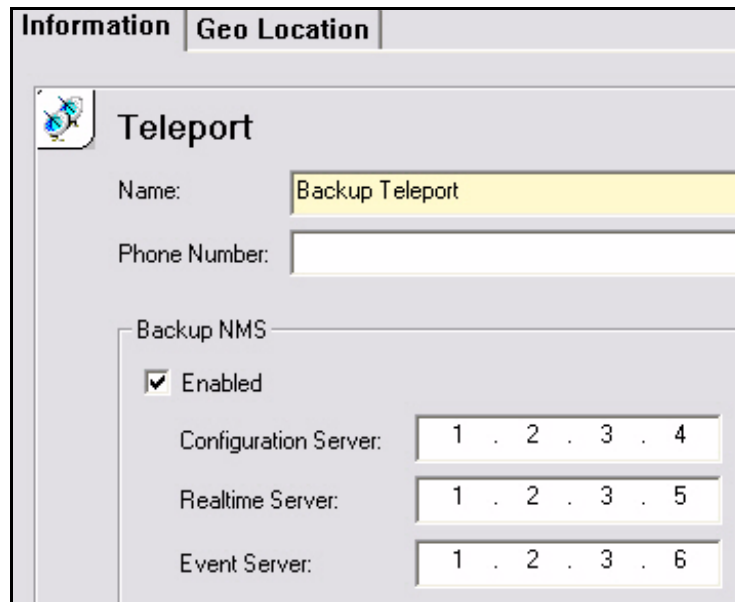 Information Geo Location
Teleport
Name: Backup Teleport
Phone Number:
Backup NMS
Enabled
Configuration Server: 1 . 2 . 3 . 4
Realtime Server: 1 . 2 . 3 . 5
Event Server: 1 . 2 . 3 . 6